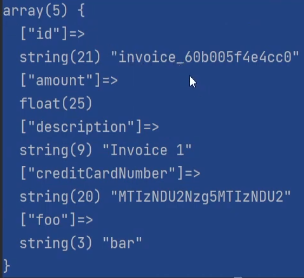 array(5) {
["id"]=>
string(21) "invoice_60b005f4e4cc0"
["amount"]=>
float(25)
["description"]=>
string(9) "Invoice 1"
["creditCardNumber"]=>
string(20) "MTIzNDU2Nzg5MTIzNDU2"
["foo"]=>
string(3) "bar"
}